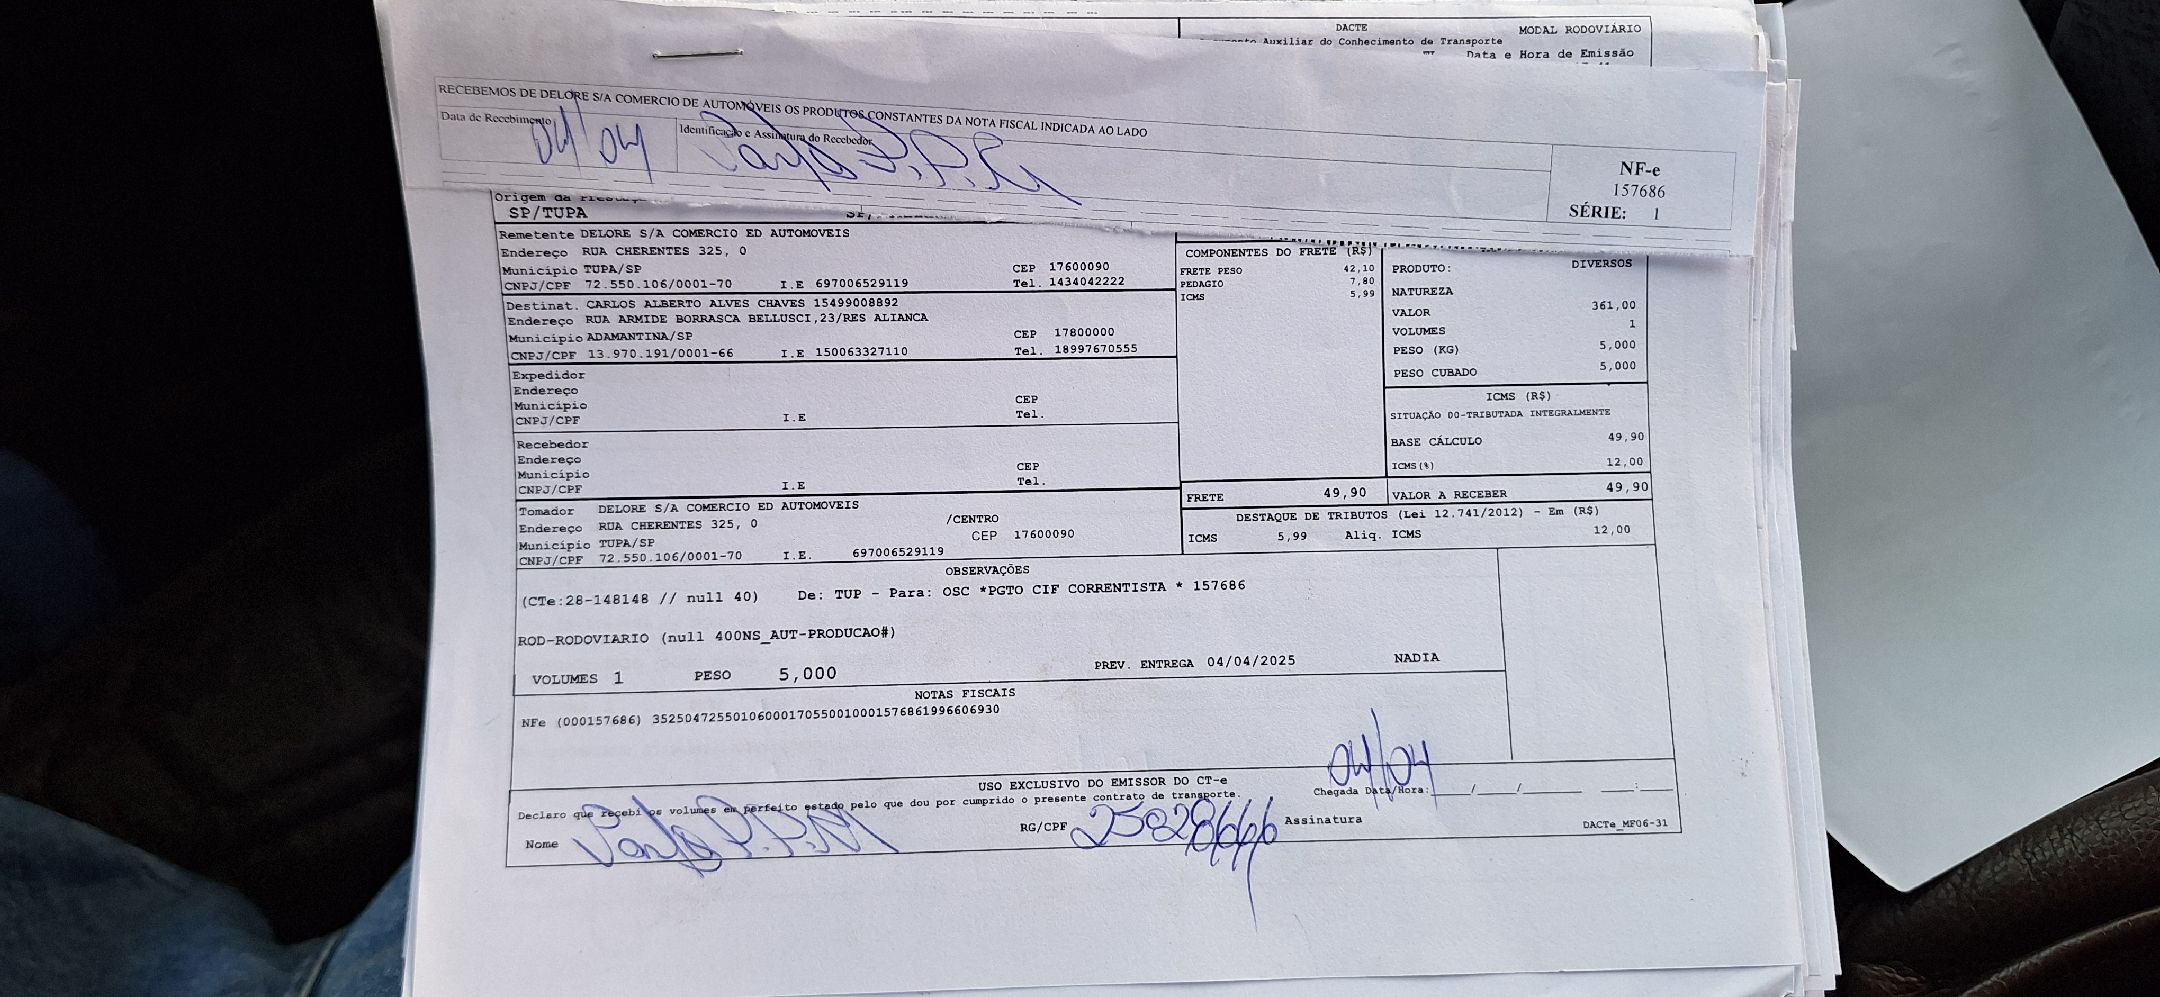 DACTE MODAL RODOVIÁRIO
Auxiliar do Conhecimento de Transporte
Data e Hora de Emissão
RECEBEMOS DE DELORE S/A COMERCIO DE AUTOMÓVEIS OS PRODUTOS CONSTANTES DA NOTA FISCAL INDICADA AO LADO
Data de Recebimento Identificação e Assinatura do Recebedor
04/04
NF-e
157686
SÉRIE: 1
Origem da
SP/TUPA
Remetente DELORE S/A COMERCIO ED AUTOMOVEIS
Endereço RUA CHERENTES 325, 0
Município TUPA/SP CEP 17600090
CNPJ/CPF 72.550.106/0001-70 I.E 697006529119 Tel. 1434042222
Destinat. CARLOS ALBERTO ALVES CHAVES 15499008892
Endereço RUA ARMIDE BORRASCA BELLUSCI,23/RES ALIANCA
Município ADAMANTINA/SP CEP 17800000
CNPJ/CPF 13.970.191/0001-66 I.E 150063327110 Tel. 18997670555
Expedidor
Endereço
Município CEP
CNPJ/CPF I.E Tel.
Recebedor
Endereço
Município CEP
CNPJ/CPF I.E Tel.
Tomador DELORE S/A COMERCIO ED AUTOMOVEIS
Endereço RUA CHERENTES 325, 0 /CENTRO
Município TUPA/SP CEP 17600090
CNPJ/CPF 72.550.106/0001-70 I.E. 697006529119
COMPONENTES DO FRETE (R$)
FRETE PESO 42,10
PEDAGIO 7,80
ICMS 5,99
PRODUTO: DIVERSOS
NATUREZA
VALOR 361,00
VOLUMES 1
PESO (KG) 5,000
PESO CUBADO 5,000
ICMS (R$)
SITUAÇÃO 00-TRIBUTADA INTEGRALMENTE
BASE CÁLCULO 49,90
ICMS(%) 12,00
FRETE 49,90 VALOR A RECEBER 49,90
DESTAQUE DE TRIBUTOS (Lei 12.741/2012) - Em (R$)
ICMS 5,99 Aliq. ICMS 12,00
OBSERVAÇÕES
(CTe:28-148148 // null 40) De: TUP - Para: OSC *PGTO CIF CORRENTISTA * 157686
ROD-RODOVIARIO (null 400NS_AUT-PRODUCAO#)
VOLUMES 1 PESO 5,000 PREV. ENTREGA 04/04/2025 NADIA
NOTAS FISCAIS
NFe (000157686) 35250472550106000170550010001576861996606930
USO EXCLUSIVO DO EMISSOR DO CT-e
04/04
Declaro que recebi os volumes em perfeito estado pelo que dou por cumprido o presente contrato de transporte. Chegada Data/Hora:____/____/______ ___:___
Nome RG/CPF Assinatura DACTe_MF06-31